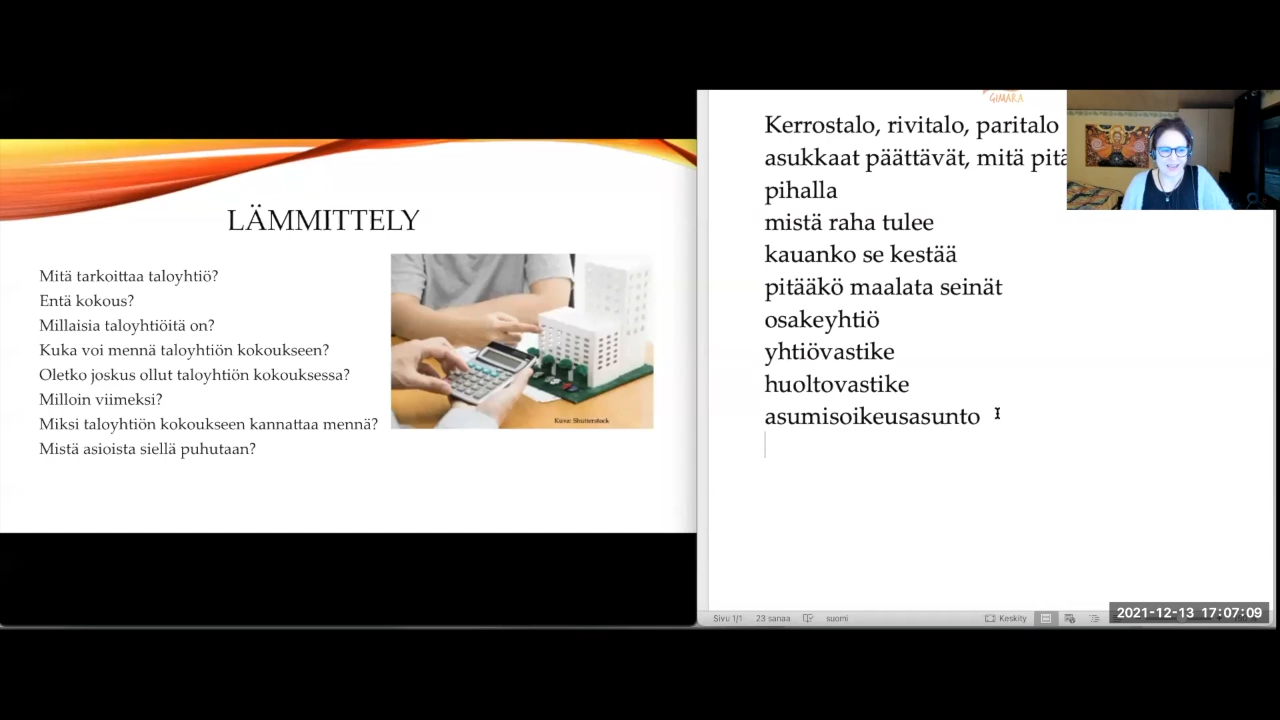 LÄMMITTELY
Mitä tarkoittaa taloyhtiö?
Entä kokous?
Millaisia taloyhtiöitä on?
Kuka voi mennä taloyhtiön kokoukseen?
Oletko joskus ollut taloyhtiön kokouksessa?
Milloin viimeksi?
Miksi taloyhtiön kokoukseen kannattaa mennä?
Mistä asioista siellä puhutaan?
Kuva: Shutterstock
GIMARA
Kerrostalo, rivitalo, paritalo
asukkaat päättävät, mitä pitä
pihalla
mistä raha tulee
kauanko se kestää
pitääkö maalata seinät
osakeyhtiö
yhtiövastike
huoltovastike
asumisoikeusasunto
Sivu 1/1 23 sanaa suomi Keskity
2021-12-13 17:07:09